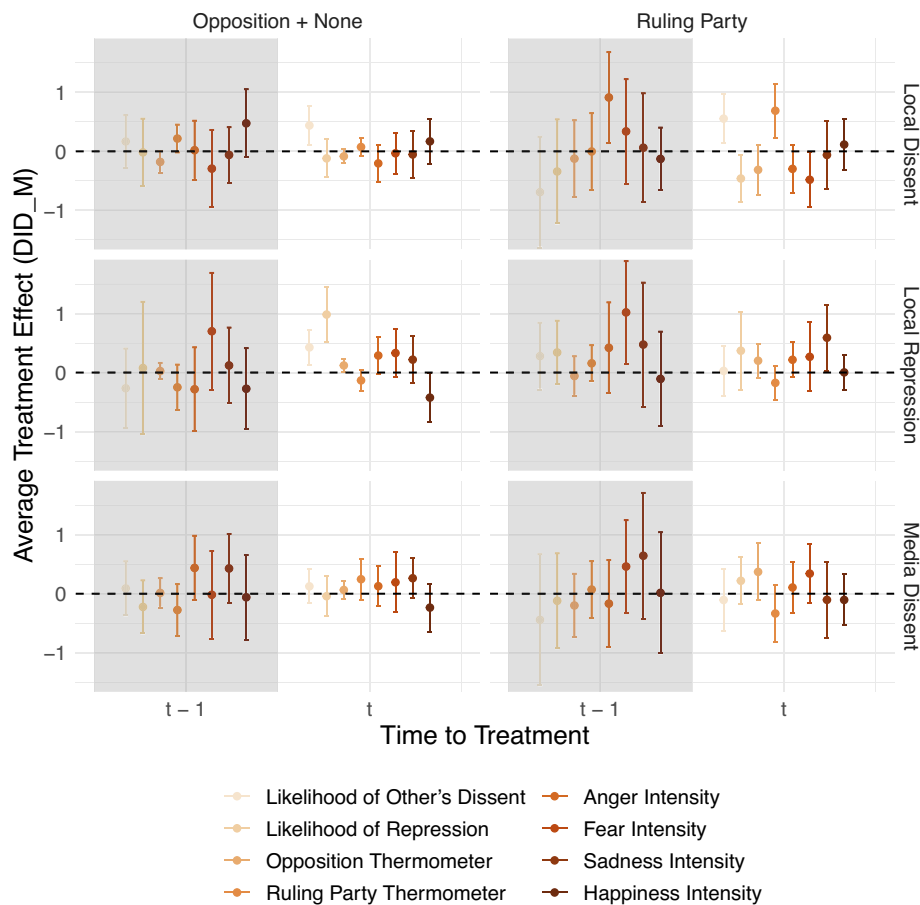 Opposition + None
Ruling Party
Average Treatment Effect (DID_M)
1
0
−1
Local Dissent
1
0
−1
Local Repression
1
0
−1
Media Dissent
t − 1
t
t − 1
t
Time to Treatment
Likelihood of Other's Dissent
Anger Intensity
Likelihood of Repression
Fear Intensity
Opposition Thermometer
Sadness Intensity
Ruling Party Thermometer
Happiness Intensity